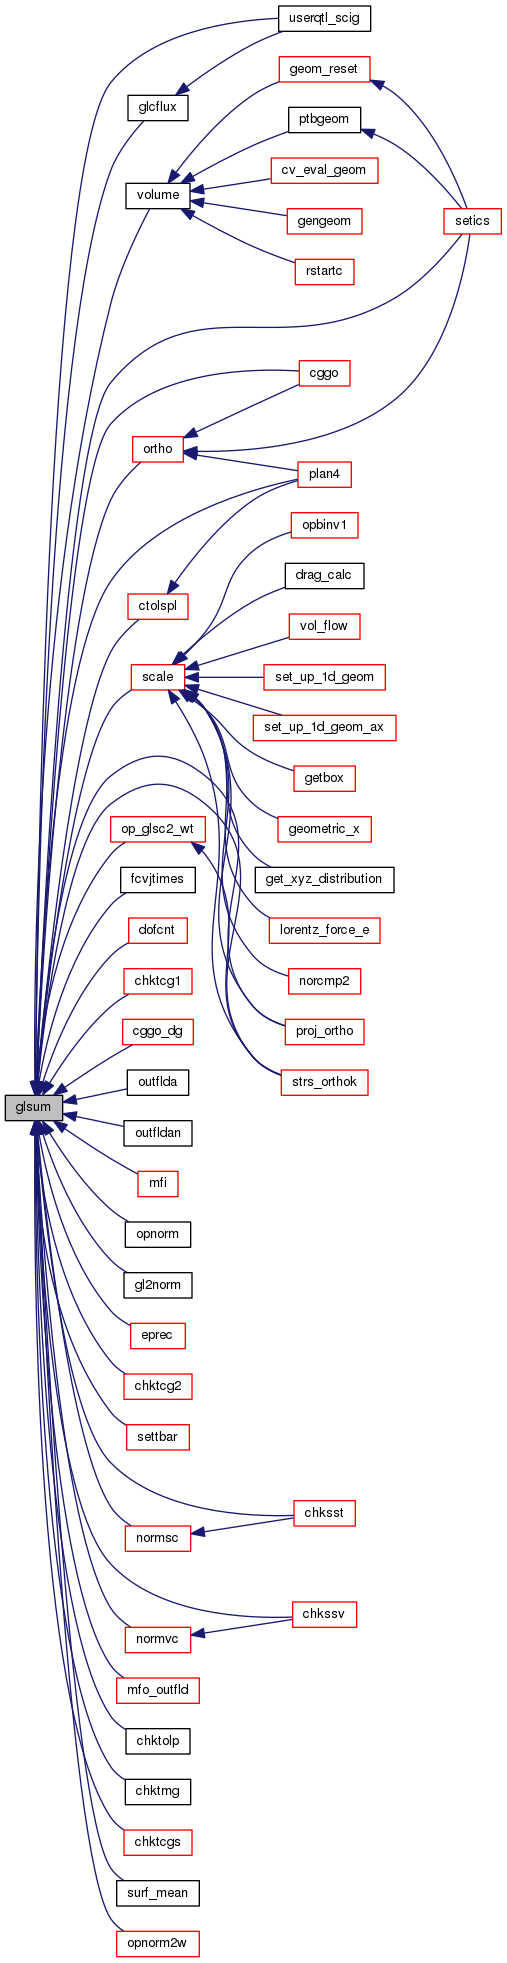 userqtl_scig
geom_reset
glcflux
ptbgeom
cv_eval_geom
volume
gengeom
setics
rstartc
cggo
ortho
plan4
opbinv1
drag_calc
ctolspl
vol_flow
scale
set_up_1d_geom
set_up_1d_geom_ax
getbox
op_glsc2_wt
geometric_x
fcvjtimes
get_xyz_distribution
dofcnt
lorentz_force_e
chktcg1
norcmp2
cggo_dg
proj_ortho
outflda
strs_orthok
glsum
outfldan
mfi
opnorm
gl2norm
eprec
chktcg2
settbar
chksst
normsc
chkssv
normvc
mfo_outfld
chktolp
chktmg
chktcgs
surf_mean
opnorm2w